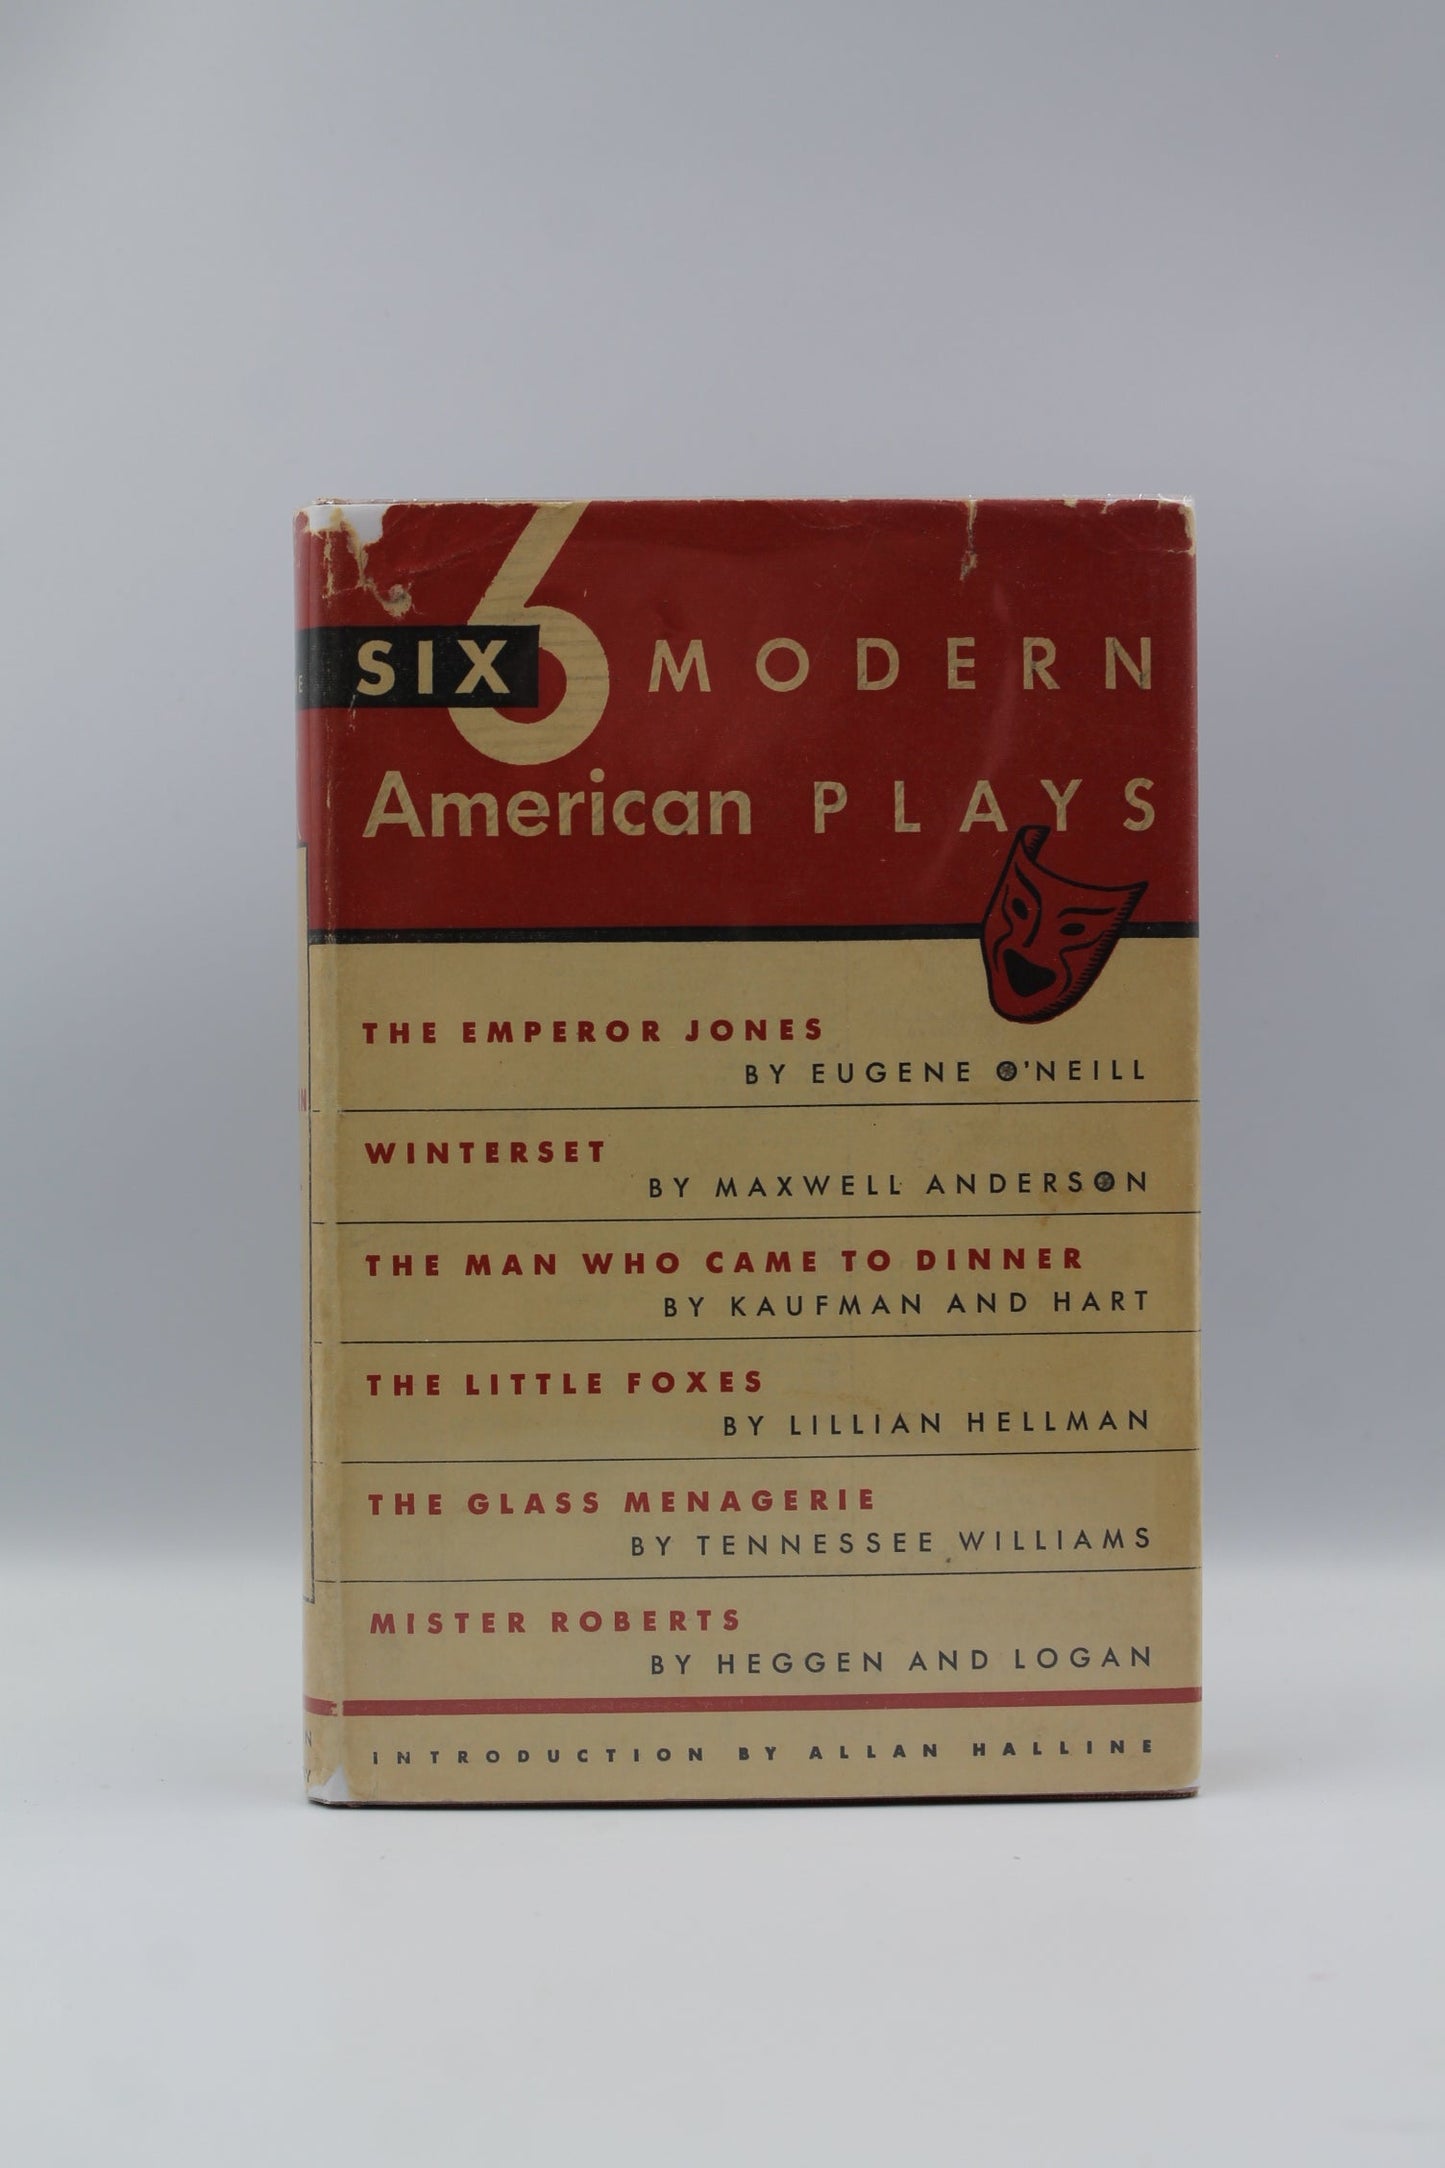 6
SIX MODERN
American PLAYS
THE EMPEROR JONES
BY EUGENE O'NEILL
WINTERSET
BY MAXWELL ANDERSON
THE MAN WHO CAME TO DINNER
BY KAUFMAN AND HART
THE LITTLE FOXES
BY LILLIAN HELLMAN
THE GLASS MENAGERIE
BY TENNESSEE WILLIAMS
MISTER ROBERTS
BY HEGGEN AND LOGAN
INTRODUCTION BY ALLAN HALLINE